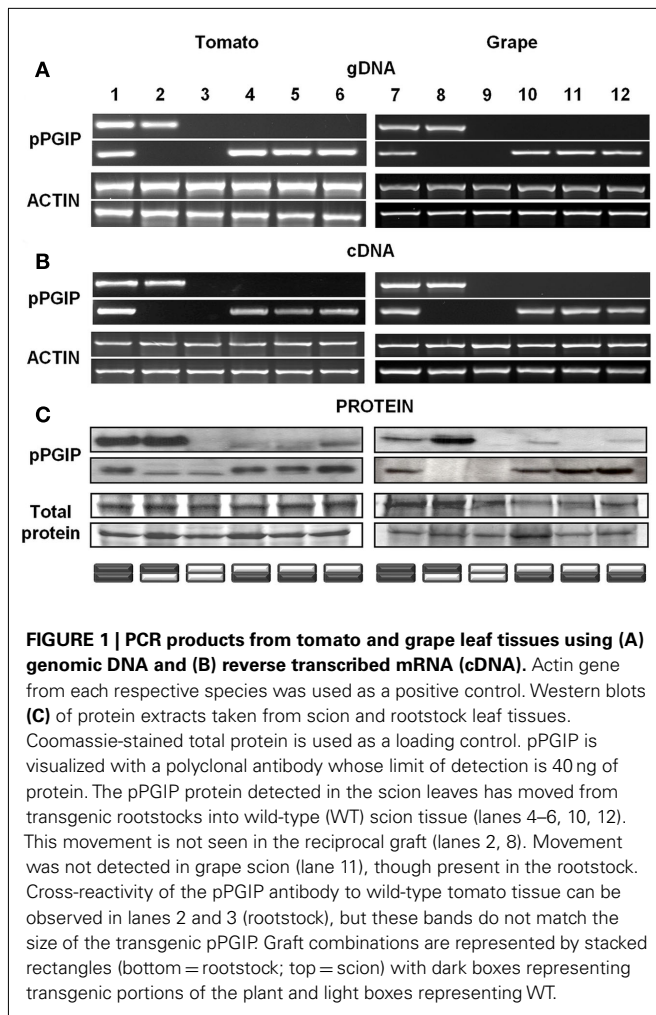 Tomato Grape
A gDNA
1 2 3 4 5 6 7 8 9 10 11 12
pPGIP
ACTIN
B cDNA
pPGIP
ACTIN
C PROTEIN
pPGIP
Total
protein
FIGURE 1 | PCR products from tomato and grape leaf tissues using (A)
genomic DNA and (B) reverse transcribed mRNA (cDNA). Actin gene
from each respective species was used as a positive control. Western blots
(C) of protein extracts taken from scion and rootstock leaf tissues.
Coomassie-stained total protein is used as a loading control. pPGIP is
visualized with a polyclonal antibody whose limit of detection is 40 ng of
protein. The pPGIP protein detected in the scion leaves has moved from
transgenic rootstocks into wild-type (WT) scion tissue (lanes 4–6, 10, 12).
This movement is not seen in the reciprocal graft (lanes 2, 8). Movement
was not detected in grape scion (lane 11), though present in the rootstock.
Cross-reactivity of the pPGIP antibody to wild-type tomato tissue can be
observed in lanes 2 and 3 (rootstock), but these bands do not match the
size of the transgenic pPGIP. Graft combinations are represented by stacked
rectangles (bottom = rootstock; top = scion) with dark boxes representing
transgenic portions of the plant and light boxes representing WT.